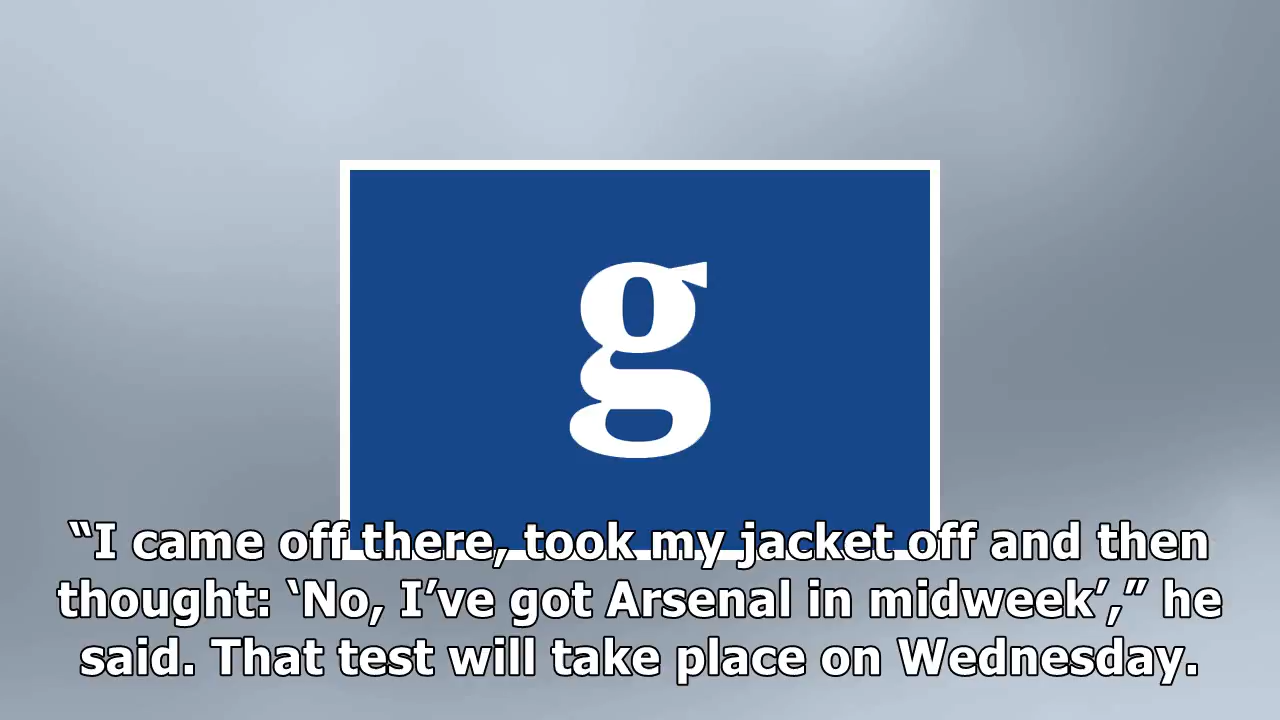 g
“I came off there, took my jacket off and then
thought: ‘No, I’ve got Arsenal in midweek’,” he
said. That test will take place on Wednesday.